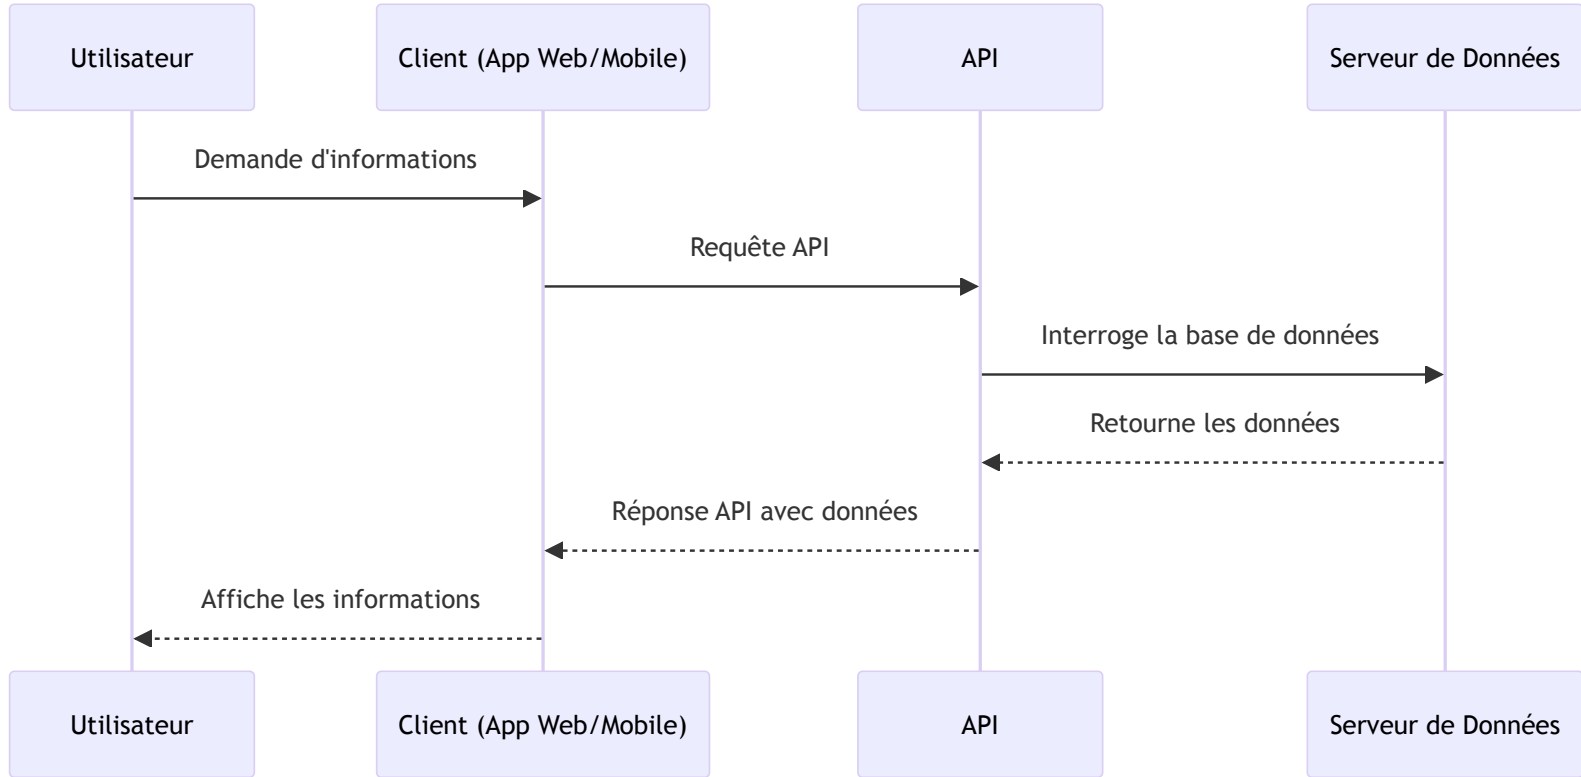 Utilisateur
Client (App Web/Mobile)
API
Serveur de Données
Demande d'informations
Requête API
Interroge la base de données
Retourne les données
Réponse API avec données
Affiche les informations
Utilisateur
Client (App Web/Mobile)
API
Serveur de Données